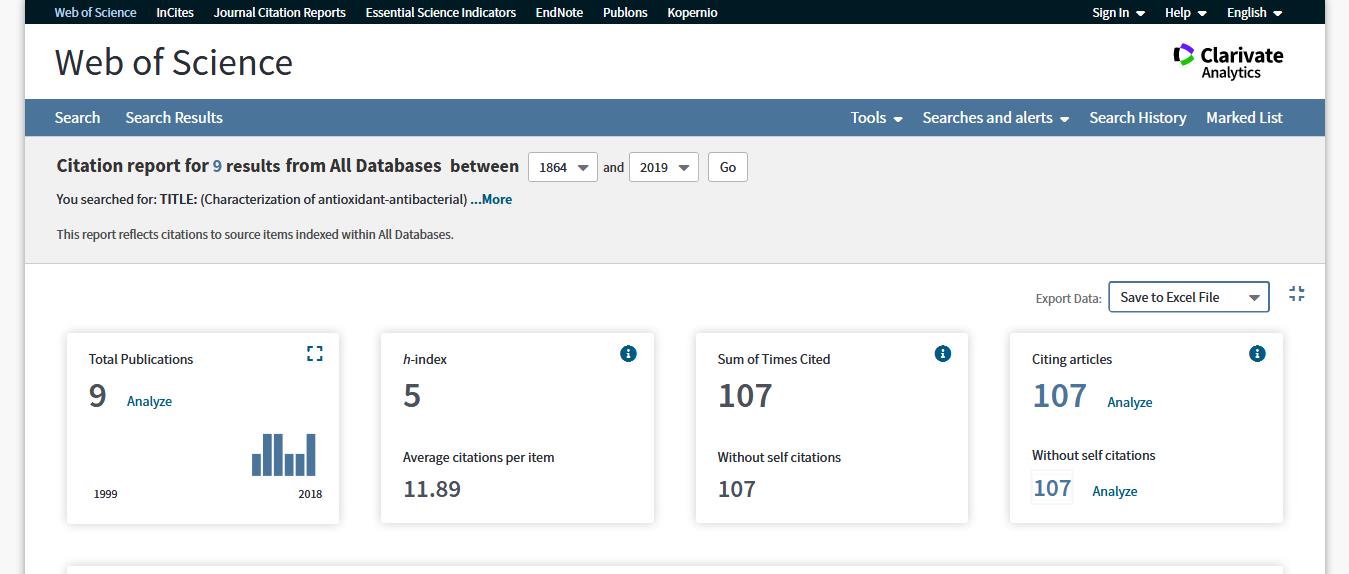 Web of Science InCites Journal Citation Reports Essential Science Indicators EndNote Publons Kopernio Sign In Help English
Web of Science
Clarivate
Analytics
Search Search Results Tools Searches and alerts Search History Marked List
Citation report for 9 results from All Databases between 1864 and 2019 Go
You searched for: TITLE: (Characterization of antioxidant-antibacterial) ...More
This report reflects citations to source items indexed within All Databases.
Export Data: Save to Excel File
Total Publications
9 Analyze
1999 2018
h-index
5
Average citations per item
11.89
Sum of Times Cited
107
Without self citations
107
Citing articles
107 Analyze
Without self citations
107 Analyze